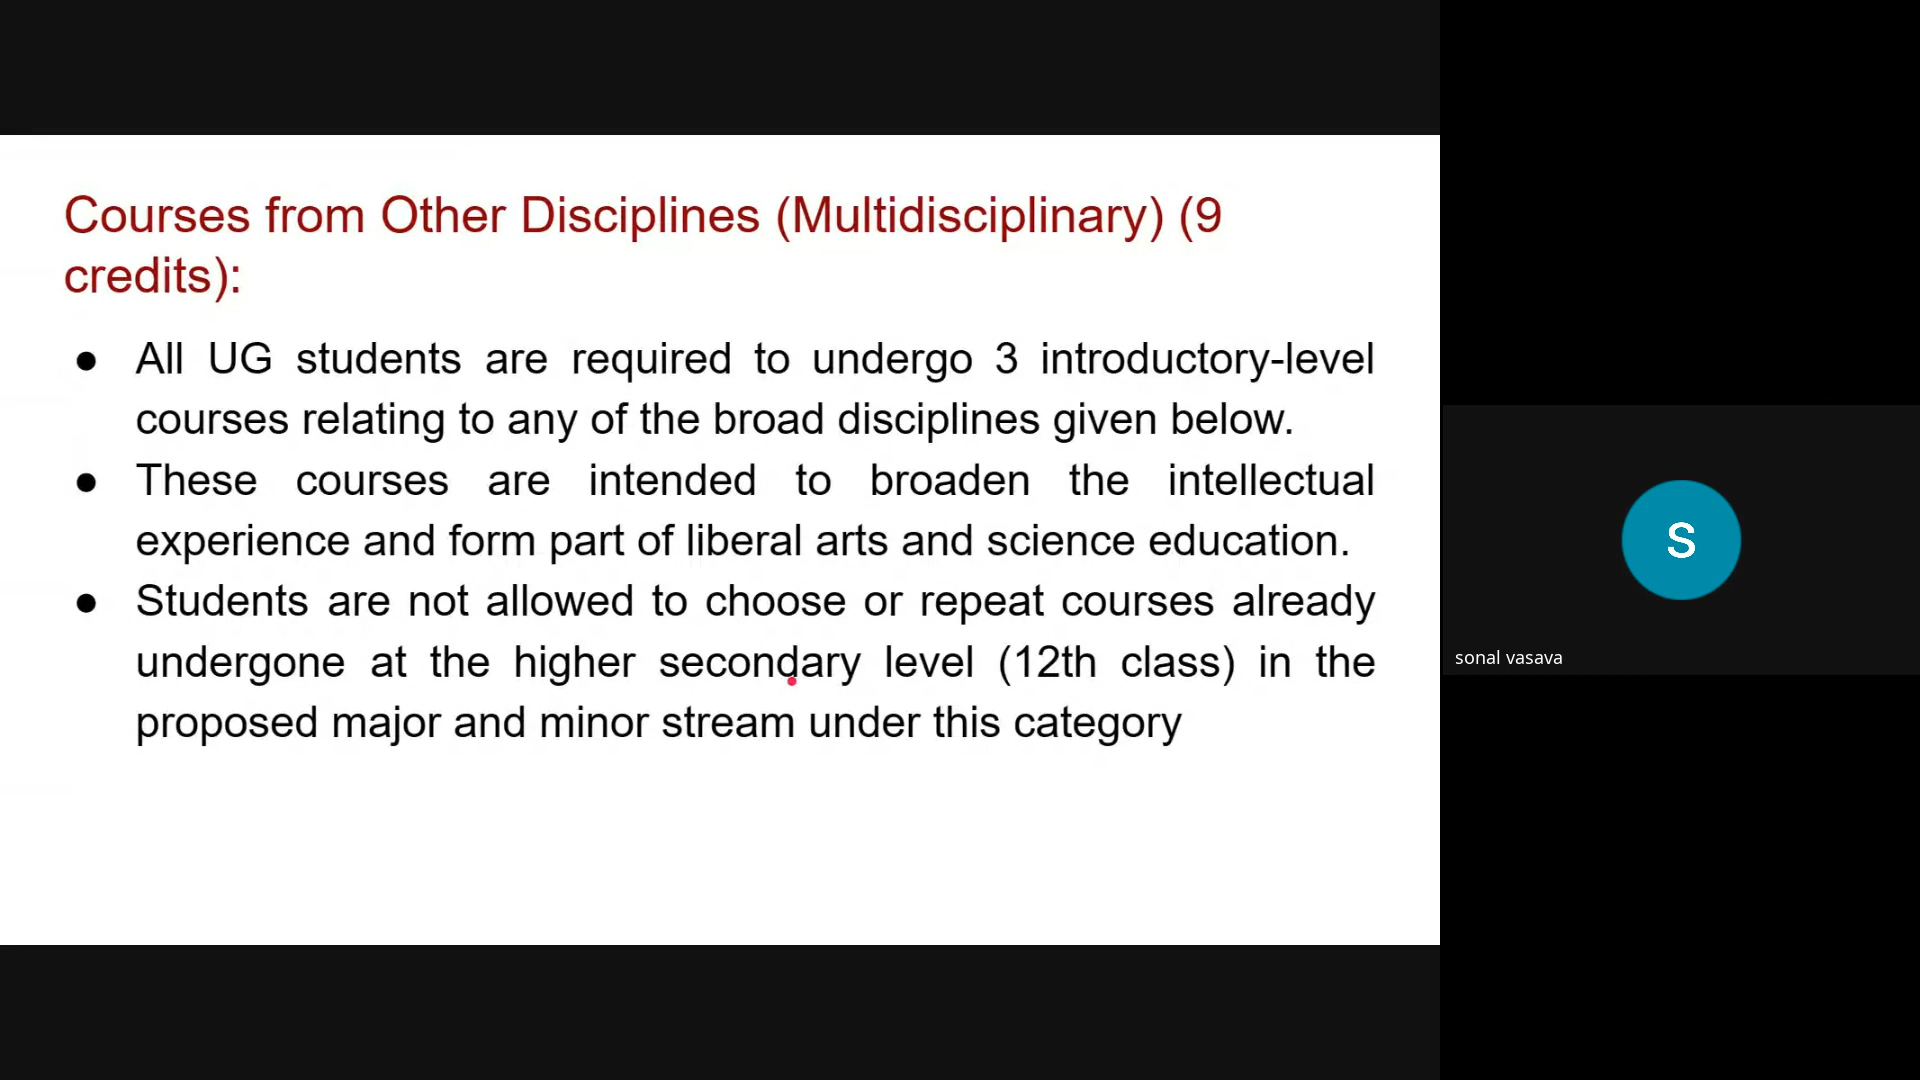 Courses from Other Disciplines (Multidisciplinary) (9
credits):
● All UG students are required to undergo 3 introductory-level
courses relating to any of the broad disciplines given below.
● These courses are intended to broaden the intellectual
experience and form part of liberal arts and science education.
● Students are not allowed to choose or repeat courses already
undergone at the higher secondary level (12th class) in the
proposed major and minor stream under this category
S
sonal vasava